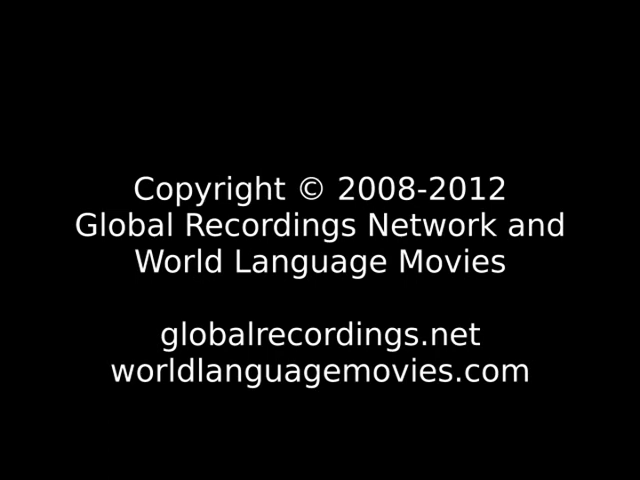 Copyright © 2008-2012
Global Recordings Network and
World Language Movies
globalrecordings.net
worldlanguagemovies.com